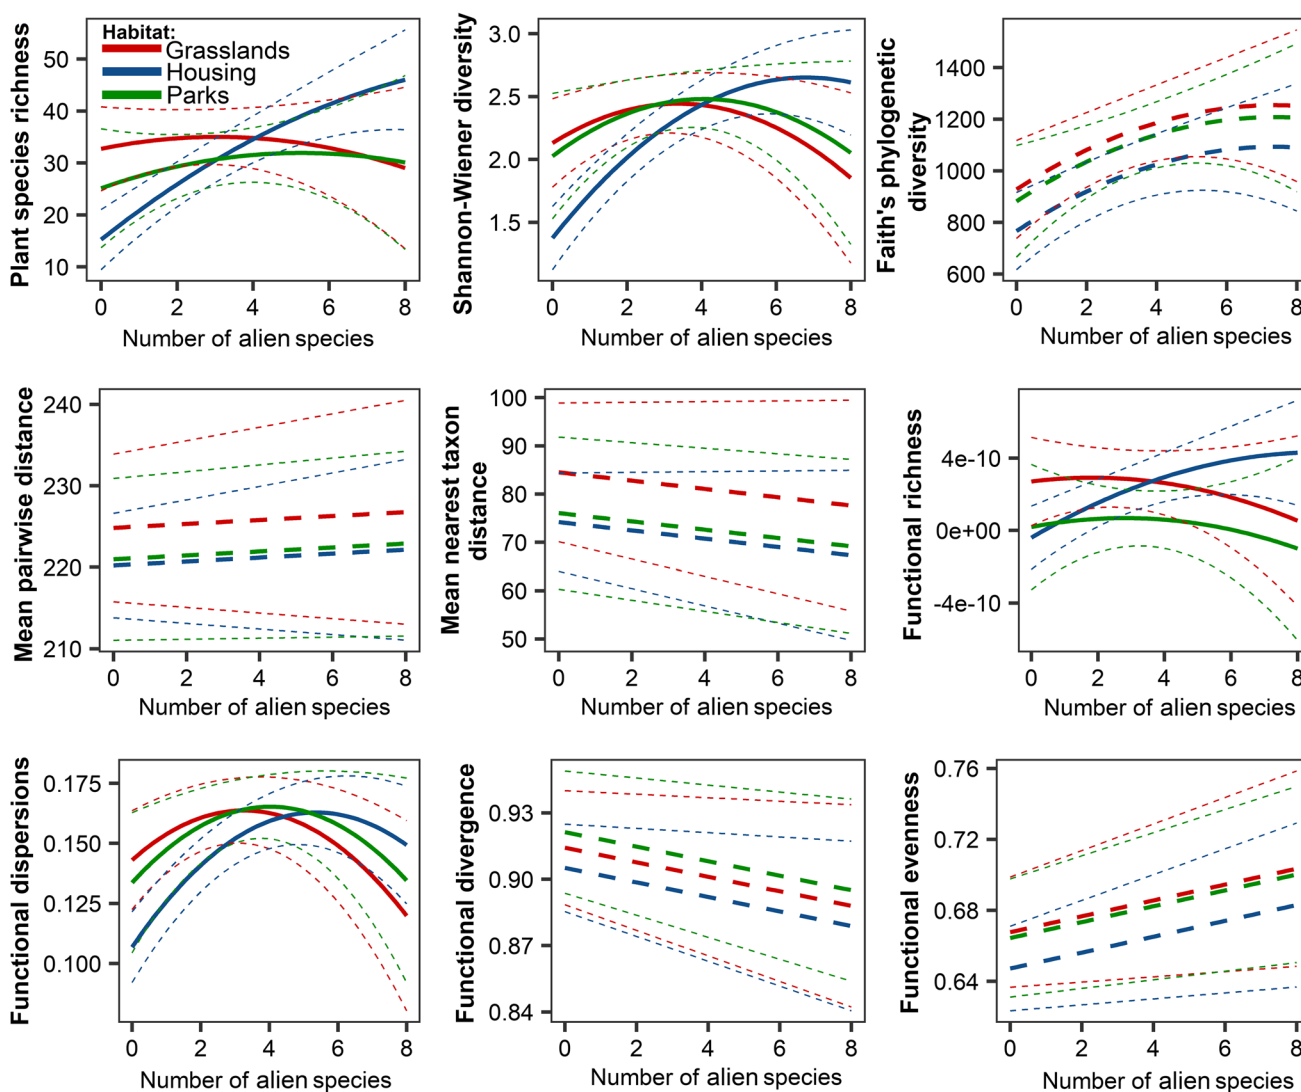 Plant species richness
Habitat:
Grasslands
Housing
Parks
50
40
30
20
10
0 2 4 6 8
Number of alien species
Shannon-Wiener diversity
3.0
2.5
2.0
1.5
0 2 4 6 8
Number of alien species
Faith's phylogenetic
diversity
1400
1200
1000
800
600
0 2 4 6 8
Number of alien species
Mean pairwise distance
240
230
220
210
0 2 4 6 8
Number of alien species
Mean nearest taxon
distance
100
90
80
70
60
50
0 2 4 6 8
Number of alien species
Functional richness
4e-10
0e+00
-4e-10
0 2 4 6 8
Number of alien species
Functional dispersions
0.175
0.150
0.125
0.100
0 2 4 6 8
Number of alien species
Functional divergence
0.93
0.90
0.87
0.84
0 2 4 6 8
Number of alien species
Functional evenness
0.76
0.72
0.68
0.64
0 2 4 6 8
Number of alien species